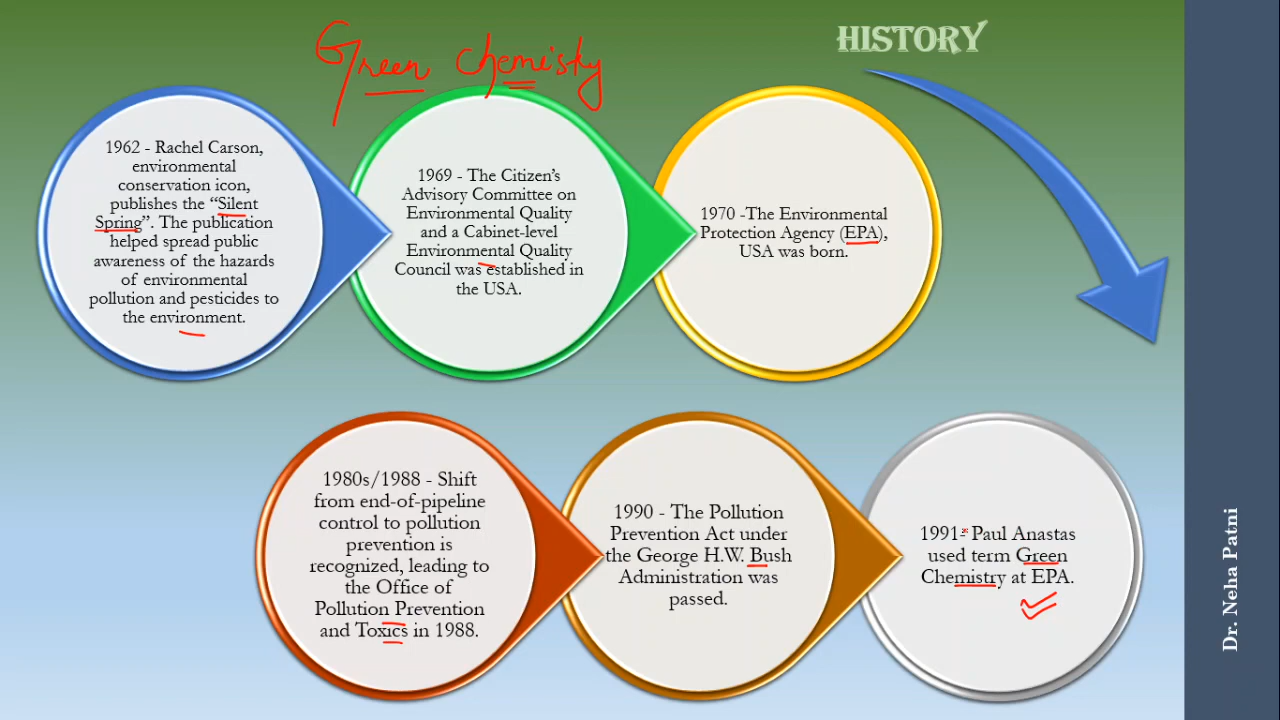 Green chemistry
HISTORY
1962 - Rachel Carson,
environmental
conservation icon,
publishes the “Silent
Spring”. The publication
helped spread public
awareness of the hazards
of environmental
pollution and pesticides to
the environment.
1969 - The Citizen’s
Advisory Committee on
Environmental Quality
and a Cabinet-level
Environmental Quality
Council was established in
the USA.
1970 -The Environmental
Protection Agency (EPA),
USA was born.
1980s/1988 - Shift
from end-of-pipeline
control to pollution
prevention is
recognized, leading to
the Office of
Pollution Prevention
and Toxics in 1988.
1990 - The Pollution
Prevention Act under
the George H.W. Bush
Administration was
passed.
1991- Paul Anastas
used term Green
Chemistry at EPA.
Dr. Neha Patni